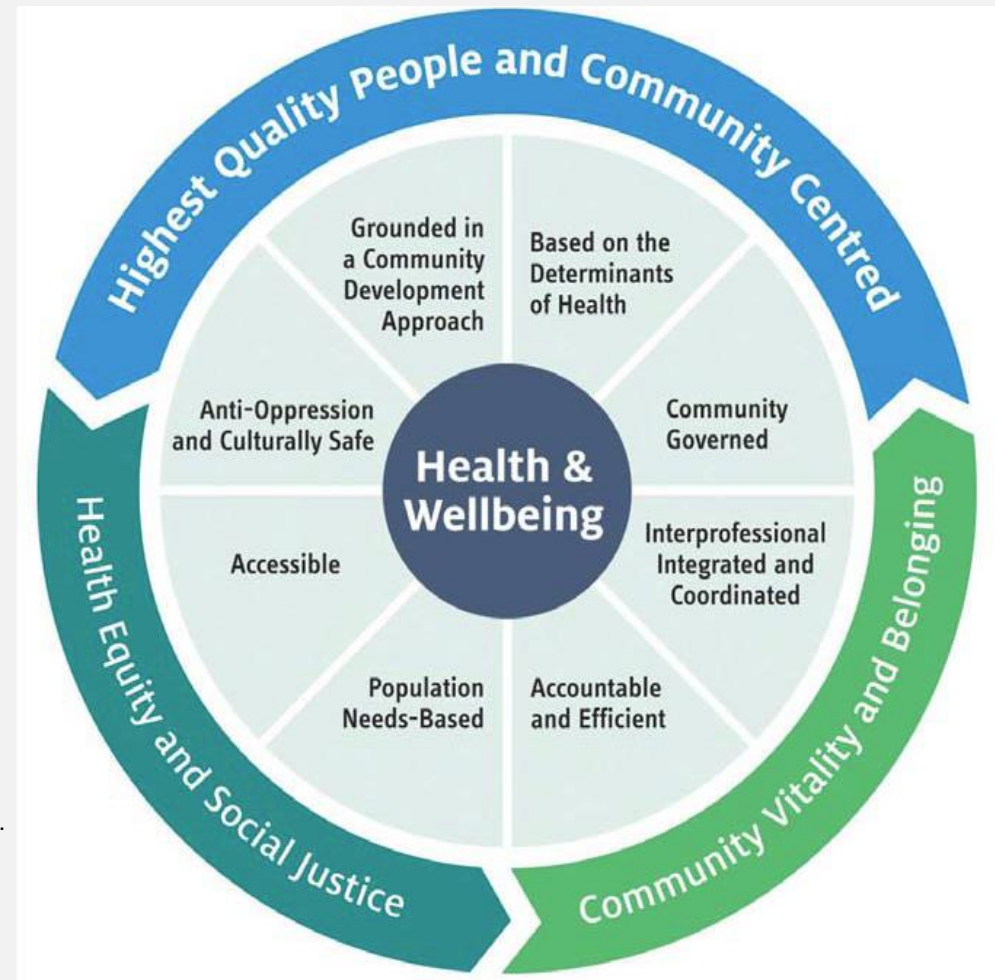 Highest Quality People and Community Centred
Grounded in
a Community
Development
Approach
Based on the
Determinants
of Health
Anti-Oppression
and Culturally Safe
Community
Governed
Health &
Wellbeing
Accessible
Interprofessional
Integrated and
Coordinated
Population
Needs-Based
Accountable
and Efficient
Health Equity and Social Justice
Community Vitality and Belonging
.